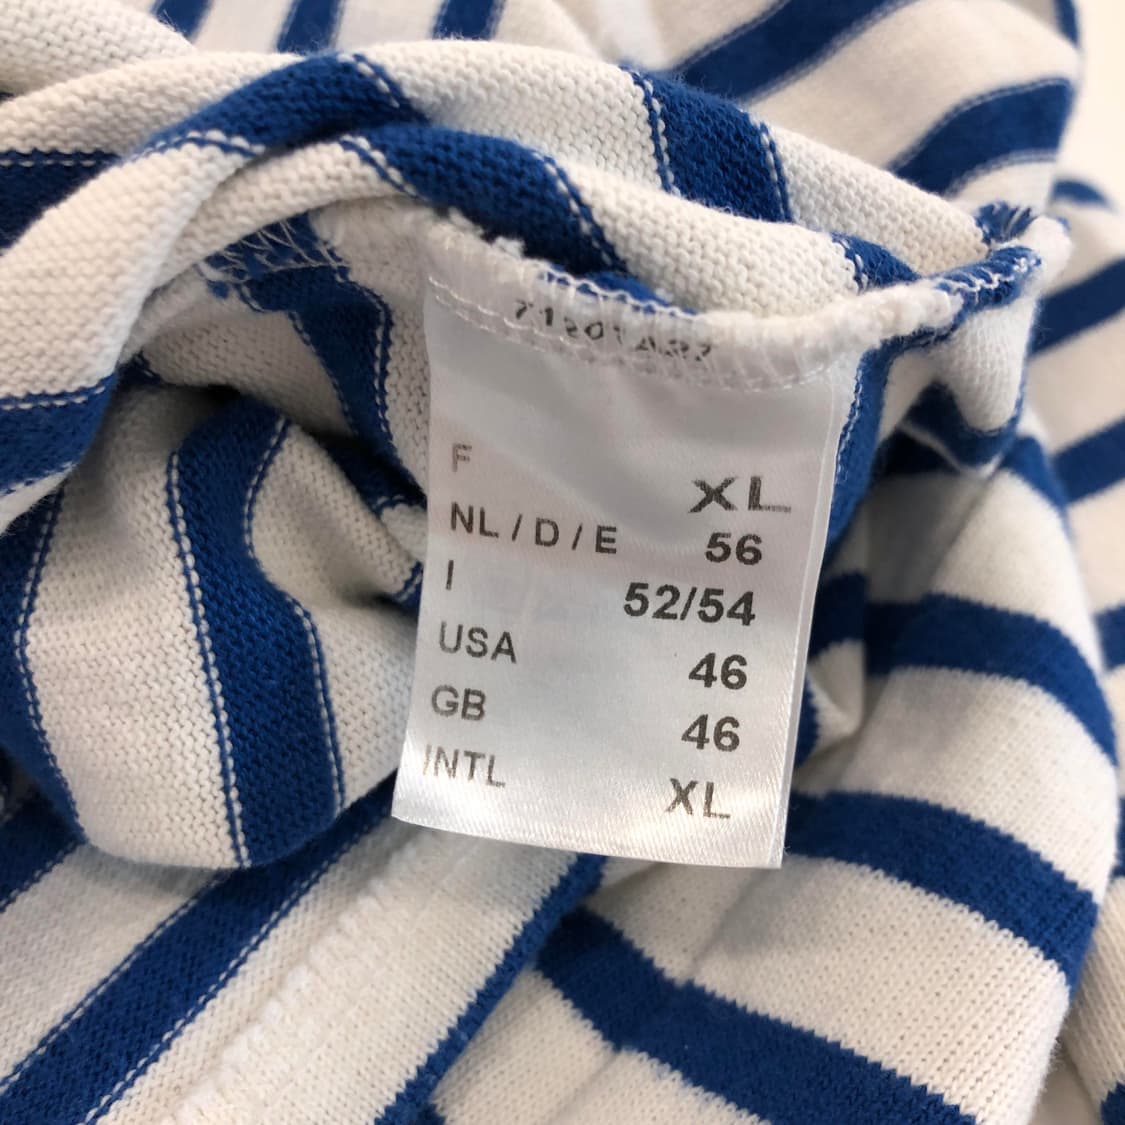 F XL
NL / D / E 56
I 52/54
USA 46
GB 46
INTL XL